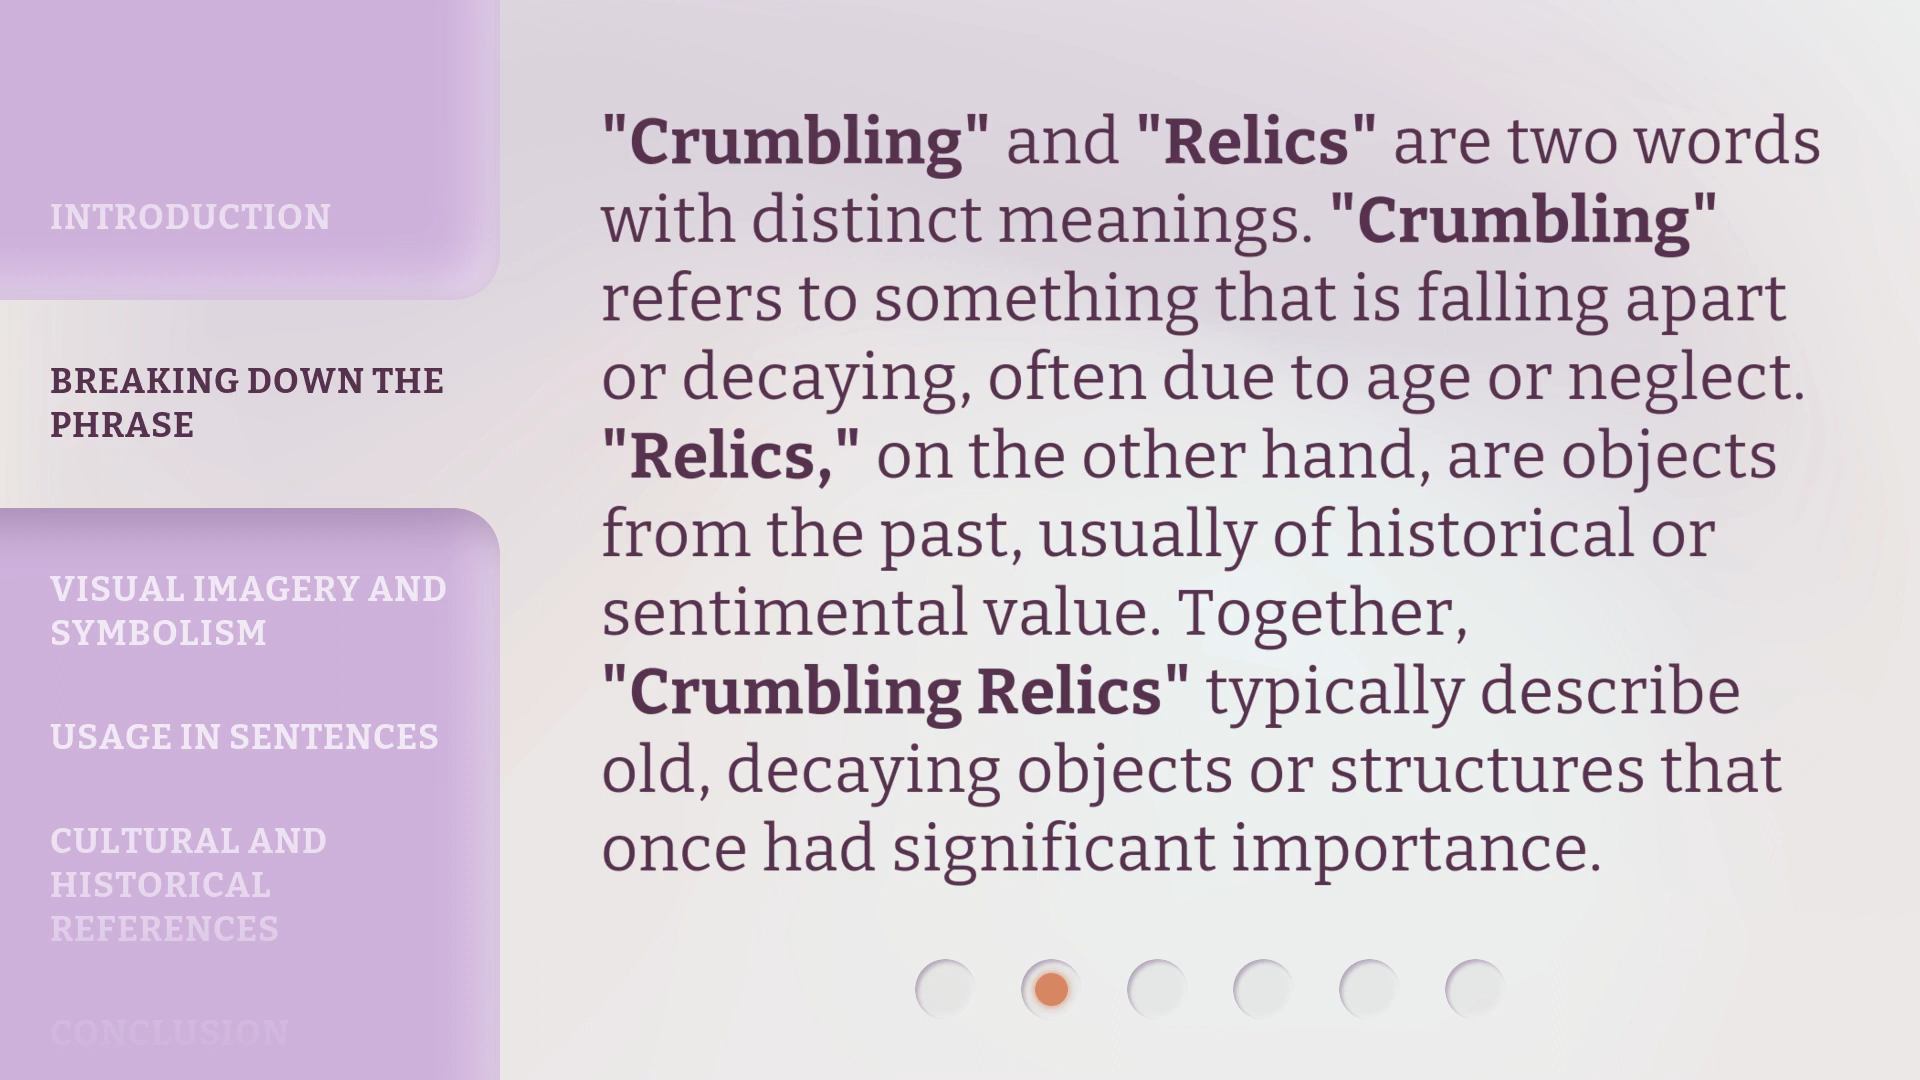 INTRODUCTION
BREAKING DOWN THE
PHRASE
VISUAL IMAGERY AND
SYMBOLISM
USAGE IN SENTENCES
CULTURAL AND
HISTORICAL
REFERENCES
CONCLUSION
"Crumbling" and "Relics" are two words
with distinct meanings. "Crumbling"
refers to something that is falling apart
or decaying, often due to age or neglect.
"Relics," on the other hand, are objects
from the past, usually of historical or
sentimental value. Together,
"Crumbling Relics" typically describe
old, decaying objects or structures that
once had significant importance.